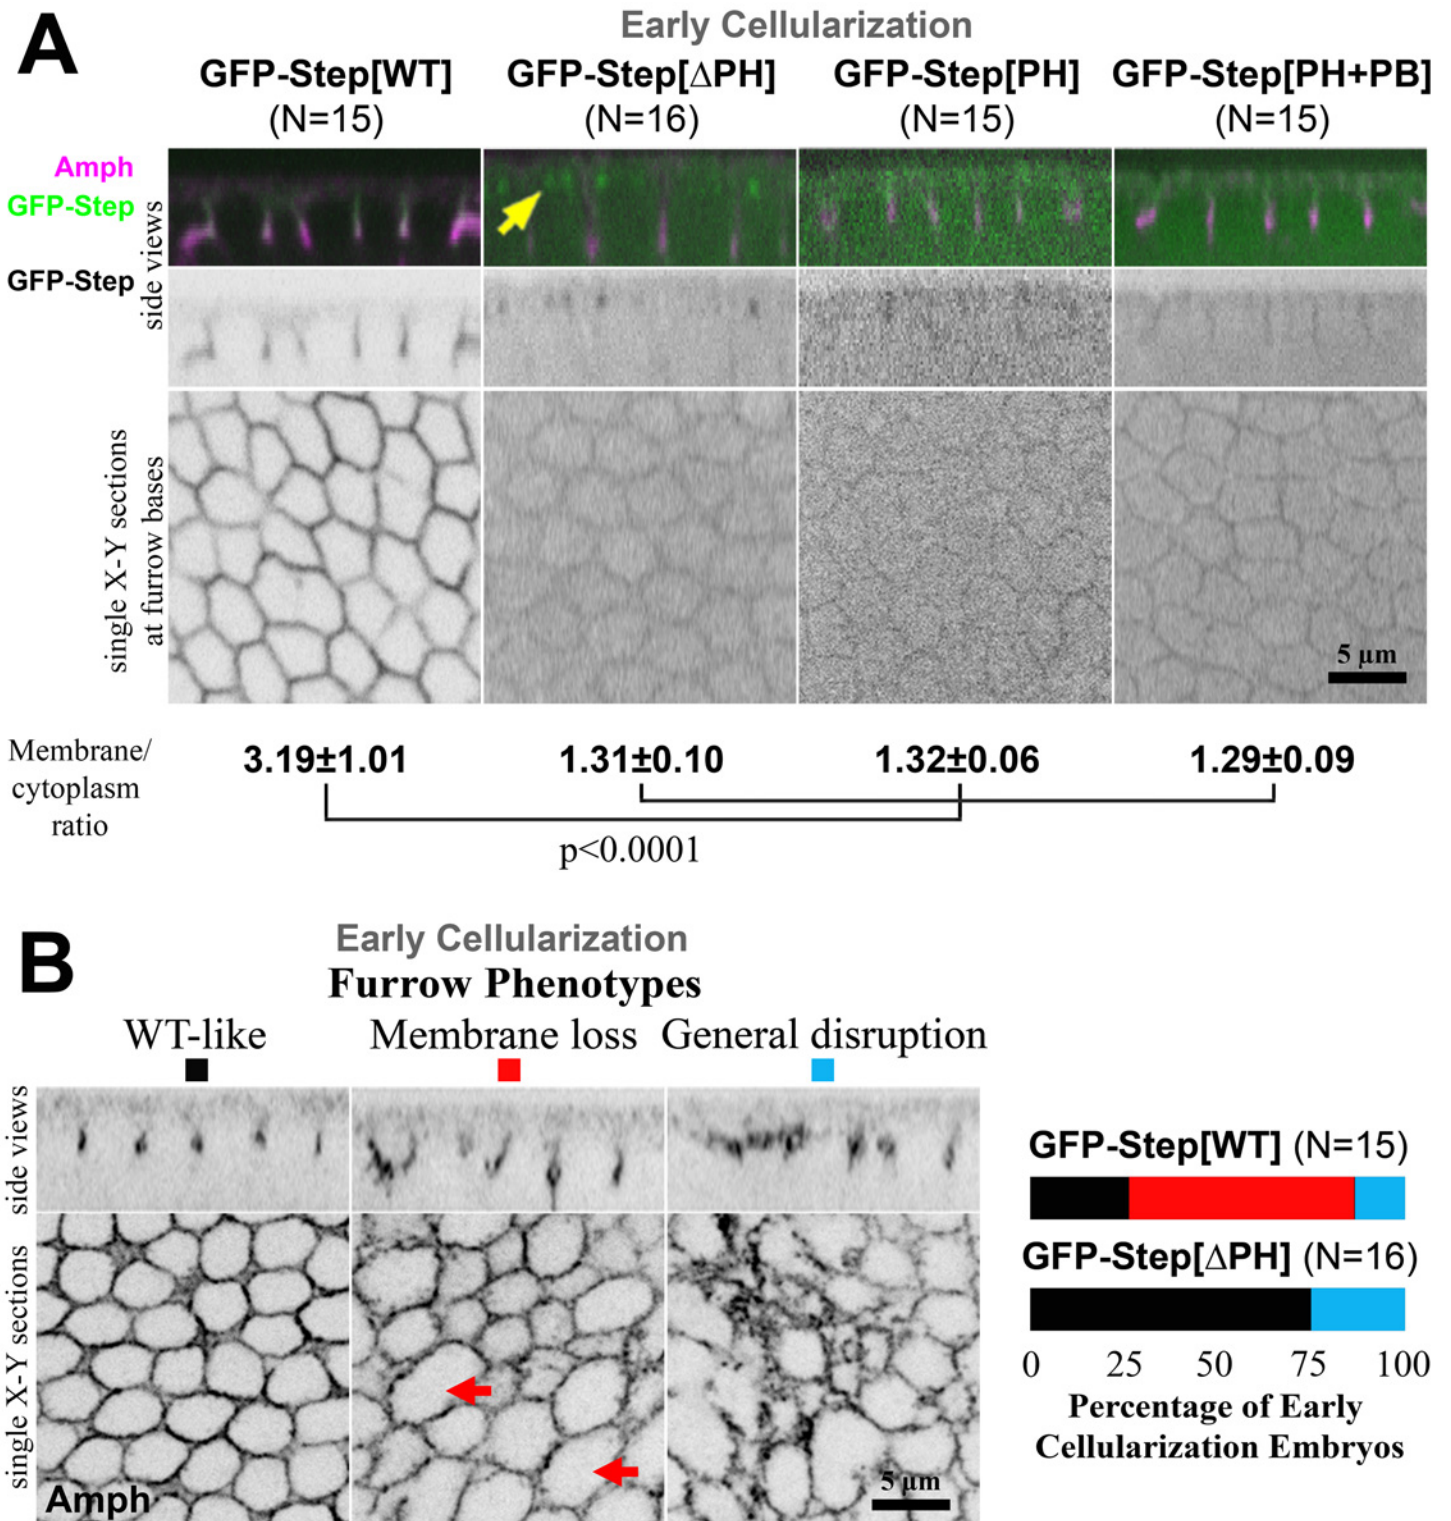 A
Early Cellularization
GFP-Step[WT] GFP-Step[∆PH] GFP-Step[PH] GFP-Step[PH+PB]
(N=15) (N=16) (N=15) (N=15)
Amph
GFP-Step
GFP-Step
side views
single X-Y sections
at furrow bases
5 µm
Membrane/
cytoplasm
ratio
3.19±1.01 1.31±0.10 1.32±0.06 1.29±0.09
p<0.0001
B
Early Cellularization
Furrow Phenotypes
WT-like Membrane loss General disruption
side views
single X-Y sections
Amph
5 µm
GFP-Step[WT] (N=15)
GFP-Step[∆PH] (N=16)
0 25 50 75 100
Percentage of Early
Cellularization Embryos